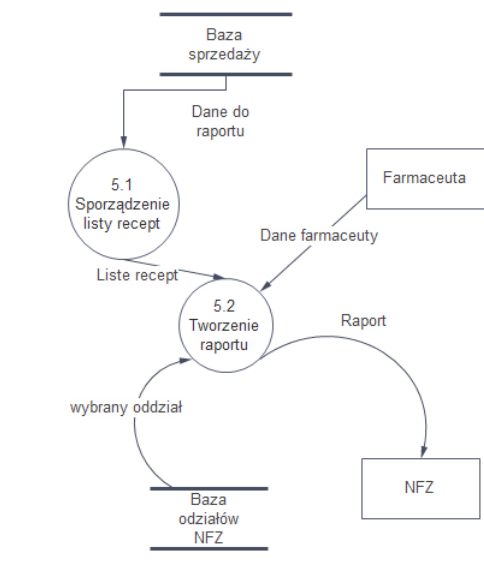 Baza
sprzedaży
Dane do
raportu
5.1
Sporządzenie
listy recept
Farmaceuta
Dane farmaceuty
Liste recept
5.2
Tworzenie
raportu
Raport
wybrany oddział
NFZ
Baza
odziałów
NFZ